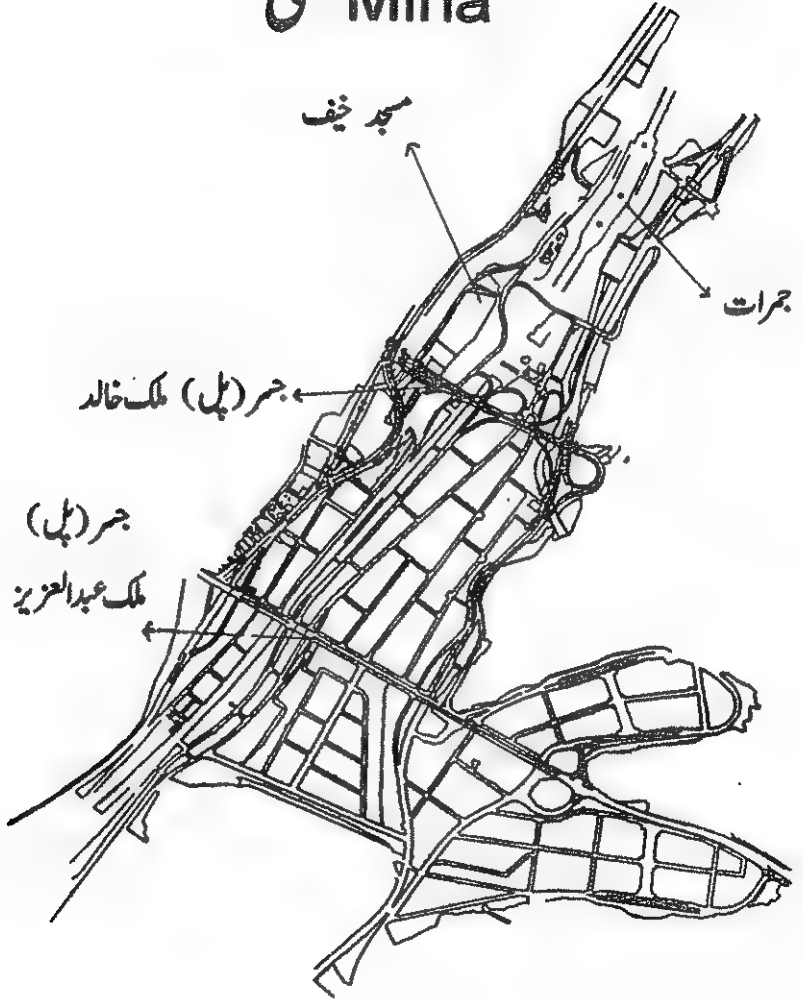 Mina
مسجد خیف
جمرات
جسر (پل) ملک خالد
جسر (پل)
ملک عبدالعزیز